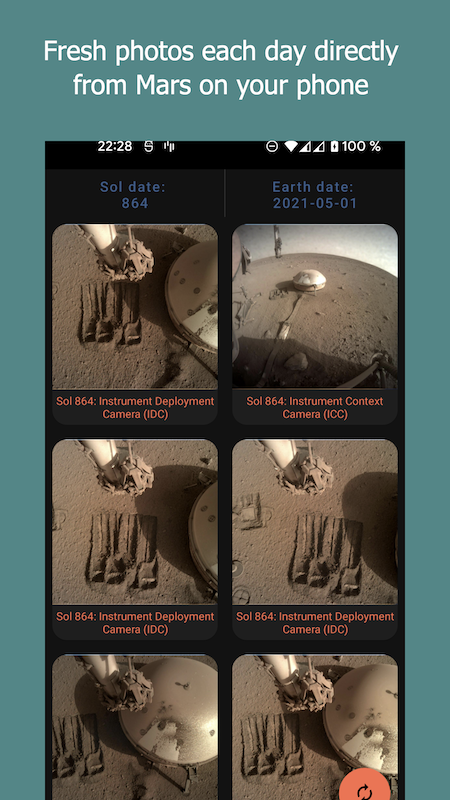 Fresh photos each day directly
from Mars on your phone
22:28
100 %
Sol date:
864
Earth date:
2021-05-01
Sol 864: Instrument Deployment
Camera (IDC)
Sol 864: Instrument Context
Camera (ICC)
Sol 864: Instrument Deployment
Camera (IDC)
Sol 864: Instrument Deployment
Camera (IDC)